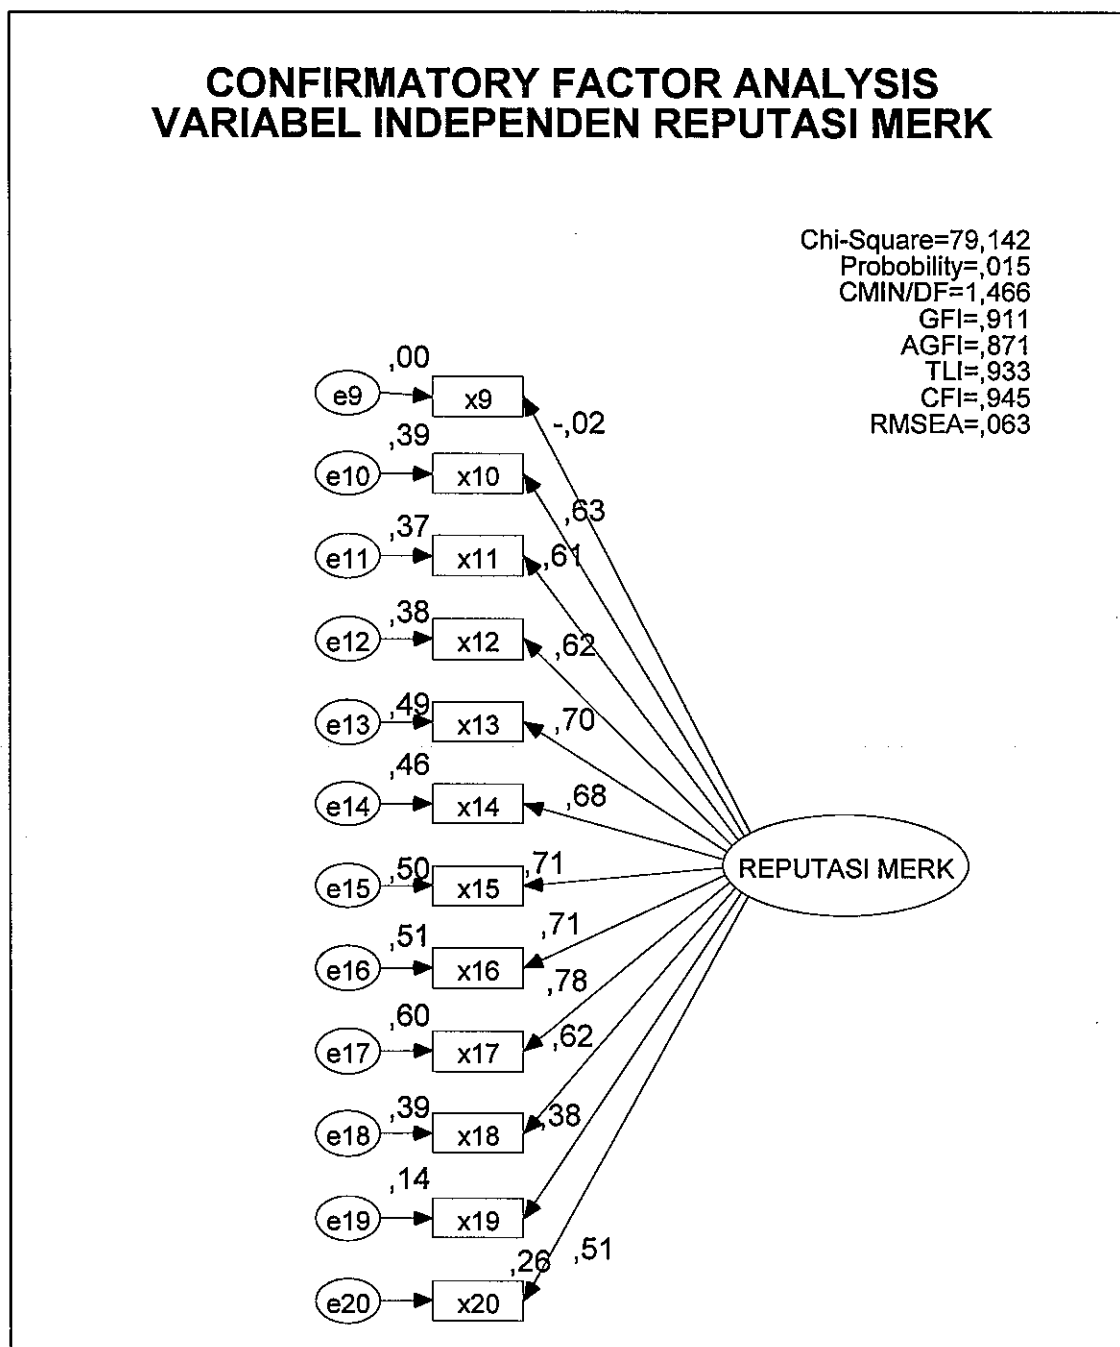 CONFIRMATORY FACTOR ANALYSIS
VARIABEL INDEPENDEN REPUTASI MERK
Chi-Square=79,142
Probobility=,015
CMIN/DF=1,466
GFI=,911
AGFI=,871
TLI=,933
CFI=,945
RMSEA=,063
,00
e9 x9
-,02
,39
e10 x10
,63
,37
e11 x11 ,61
,38
e12 x12 ,62
,49
e13 x13 ,70
,46
e14 x14 ,68
REPUTASI MERK
,50 ,71
e15 x15
,51 ,71
e16 x16
,78
,60
e17 x17 ,62
,39
e18 x18 ,38
,14
e19 x19
,26 ,51
e20 x20